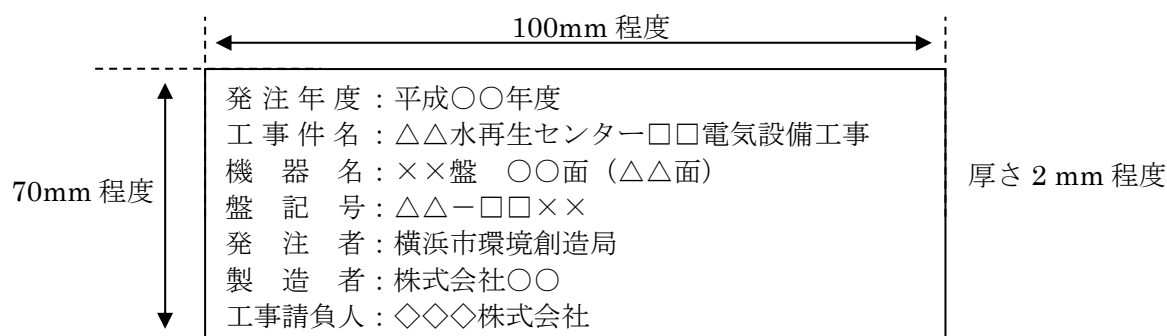 100mm 程度
発 注 年 度：平成○○年度
工 事 件 名：△△水再生センター□□電気設備工事
機　器　名：××盤　○○面（△△面）
70mm 程度
厚さ 2 mm 程度
盤　記　号：△△－□□××
発　注　者：横浜市環境創造局
製　造　者：株式会社○○
工事請負人：◇◇◇株式会社